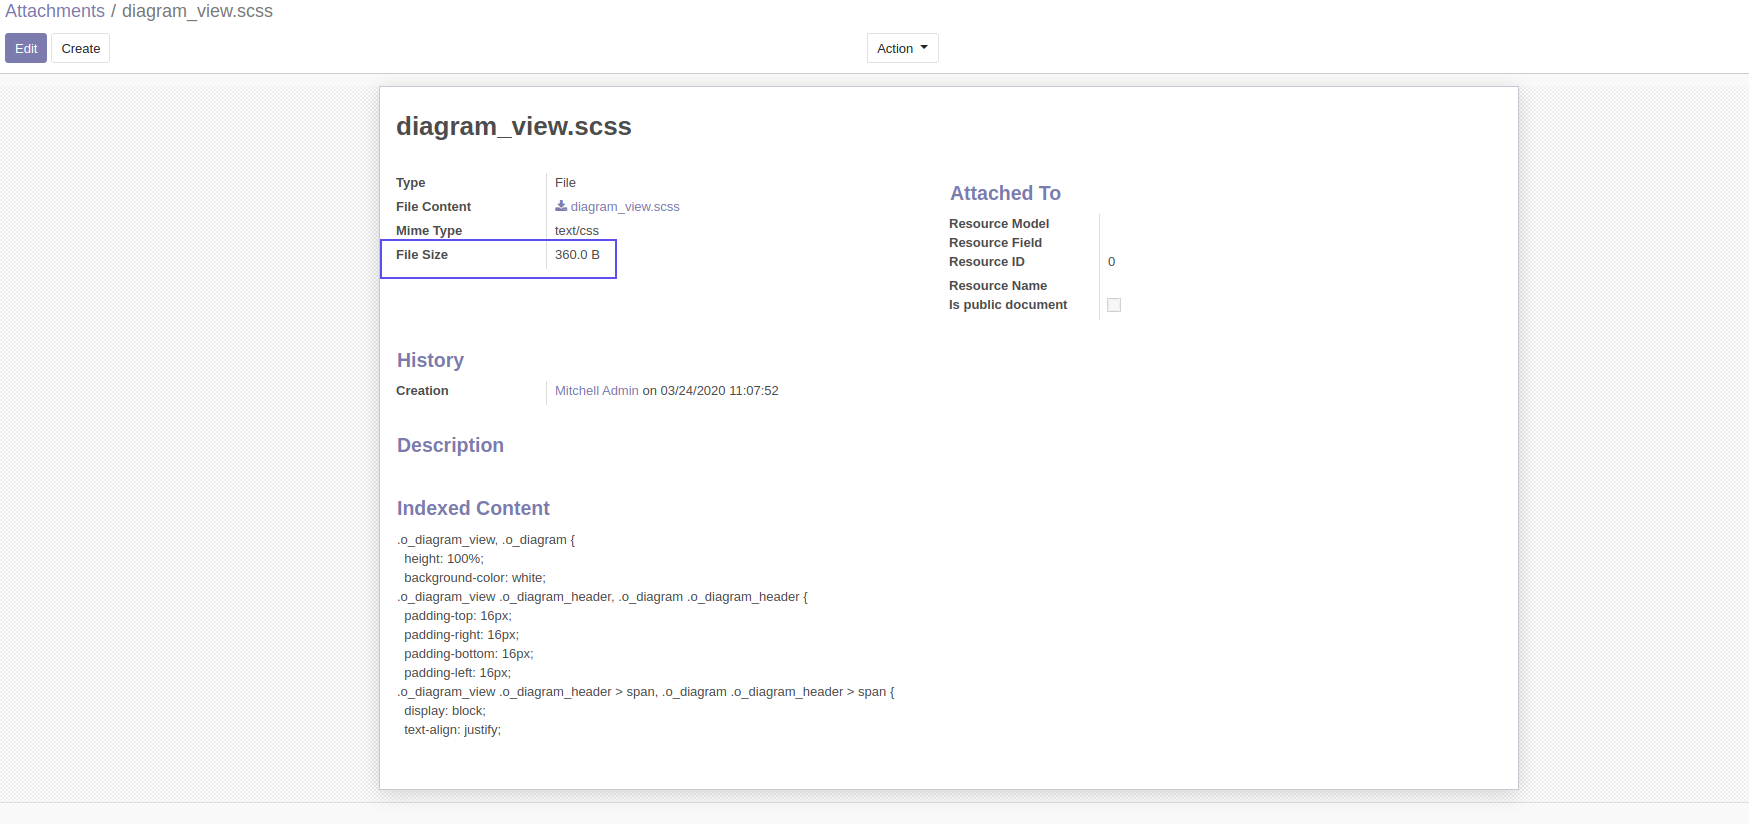 Attachments / diagram_view.scss
Edit Create Action
diagram_view.scss
Type File
File Content diagram_view.scss
Mime Type text/css
File Size 360.0 B
Attached To
Resource Model
Resource Field
Resource ID 0
Resource Name
Is public document
History
Creation Mitchell Admin on 03/24/2020 11:07:52
Description
Indexed Content
.o_diagram_view, .o_diagram {
height: 100%;
background-color: white;
.o_diagram_view .o_diagram_header, .o_diagram .o_diagram_header {
padding-top: 16px;
padding-right: 16px;
padding-bottom: 16px;
padding-left: 16px;
.o_diagram_view .o_diagram_header > span, .o_diagram .o_diagram_header > span {
display: block;
text-align: justify;